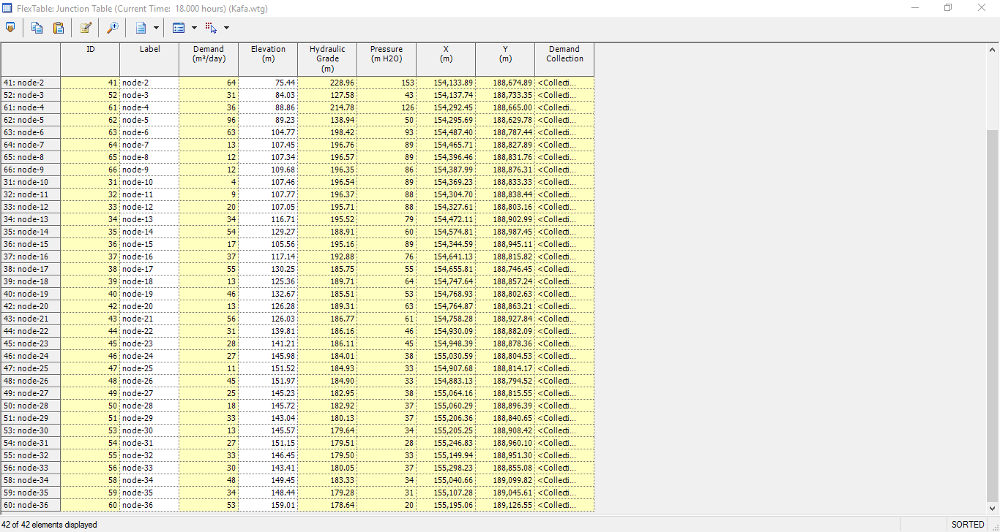 FlexTable: Junction Table (Current Time: 18.000 hours) (Kafa.wtg)
ID Label Demand (m³/day) Elevation (m) Hydraulic Grade (m) Pressure (m H2O) X (m) Y (m) Demand Collection
41: node-2 41 node-2 64 75.44 228.96 153 154,133.89 188,674.89 <Collecti...
52: node-3 52 node-3 31 84.03 127.58 43 154,137.74 188,733.35 <Collecti...
61: node-4 61 node-4 36 88.86 214.78 126 154,292.45 188,665.00 <Collecti...
62: node-5 62 node-5 96 89.23 138.94 50 154,295.69 188,629.78 <Collecti...
63: node-6 63 node-6 63 104.77 198.42 93 154,487.40 188,787.44 <Collecti...
64: node-7 64 node-7 13 107.45 196.76 89 154,465.71 188,827.89 <Collecti...
65: node-8 65 node-8 12 107.34 196.57 89 154,396.46 188,831.76 <Collecti...
66: node-9 66 node-9 12 109.68 196.35 86 154,387.99 188,876.31 <Collecti...
31: node-10 31 node-10 4 107.46 196.54 89 154,369.23 188,833.33 <Collecti...
32: node-11 32 node-11 9 107.77 196.37 88 154,304.70 188,838.44 <Collecti...
33: node-12 33 node-12 20 107.05 195.71 88 154,327.61 188,803.16 <Collecti...
34: node-13 34 node-13 34 116.71 195.52 79 154,472.11 188,902.99 <Collecti...
35: node-14 35 node-14 54 129.27 188.91 60 154,574.81 188,987.45 <Collecti...
36: node-15 36 node-15 17 105.56 195.16 89 154,344.59 188,945.11 <Collecti...
37: node-16 37 node-16 37 117.14 192.88 76 154,641.13 188,815.82 <Collecti...
38: node-17 38 node-17 55 130.25 185.75 55 154,655.81 188,746.45 <Collecti...
39: node-18 39 node-18 13 125.36 189.71 64 154,747.64 188,857.24 <Collecti...
40: node-19 40 node-19 46 132.67 185.51 53 154,768.93 188,802.63 <Collecti...
42: node-20 42 node-20 13 126.28 189.31 63 154,764.87 188,863.21 <Collecti...
43: node-21 43 node-21 56 126.03 186.77 61 154,758.28 188,927.84 <Collecti...
44: node-22 44 node-22 31 139.81 186.16 46 154,930.09 188,882.09 <Collecti...
45: node-23 45 node-23 28 141.21 186.11 45 154,948.39 188,878.36 <Collecti...
46: node-24 46 node-24 27 145.98 184.01 38 155,030.59 188,804.53 <Collecti...
47: node-25 47 node-25 11 151.52 184.93 33 154,907.68 188,814.17 <Collecti...
48: node-26 48 node-26 45 151.97 184.90 33 154,883.13 188,794.52 <Collecti...
49: node-27 49 node-27 25 145.23 182.95 38 155,064.16 188,815.55 <Collecti...
50: node-28 50 node-28 18 145.72 182.92 37 155,060.29 188,896.39 <Collecti...
51: node-29 51 node-29 33 143.04 180.13 37 155,206.36 188,840.65 <Collecti...
53: node-30 53 node-30 13 145.57 179.64 34 155,205.25 188,908.42 <Collecti...
54: node-31 54 node-31 27 151.15 179.51 28 155,246.83 188,960.10 <Collecti...
55: node-32 55 node-32 33 146.45 179.50 33 155,149.94 188,951.30 <Collecti...
56: node-33 56 node-33 30 143.41 180.05 37 155,298.23 188,855.08 <Collecti...
58: node-34 58 node-34 48 149.45 183.33 34 155,040.66 189,099.82 <Collecti...
59: node-35 59 node-35 34 148.44 179.28 31 155,107.28 189,045.61 <Collecti...
60: node-36 60 node-36 53 159.01 178.64 20 155,195.06 189,126.55 <Collecti...
42 of 42 elements displayed SORTED